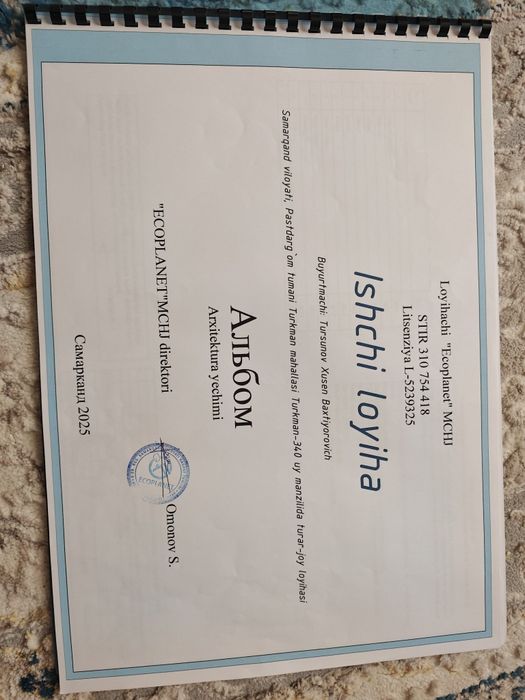 Loyihachi "Ecoplanet" MCHJ
STIR 310 754 418
Litsenziya L-5239325
Ishchi loyiha
Buyurtmachi: Tursunov Xusen Baxtiyorovich
Samarqand viloyati, Pastdarg`om tumani Turkman mahallasi Turkman-340 uy manzilida turar-joy loyihasi
Альбом
Arxitektura yechimi
"ECOPLANET"MCHJ direktori Omonov S.
ECOPLANET
Самарканд 2025